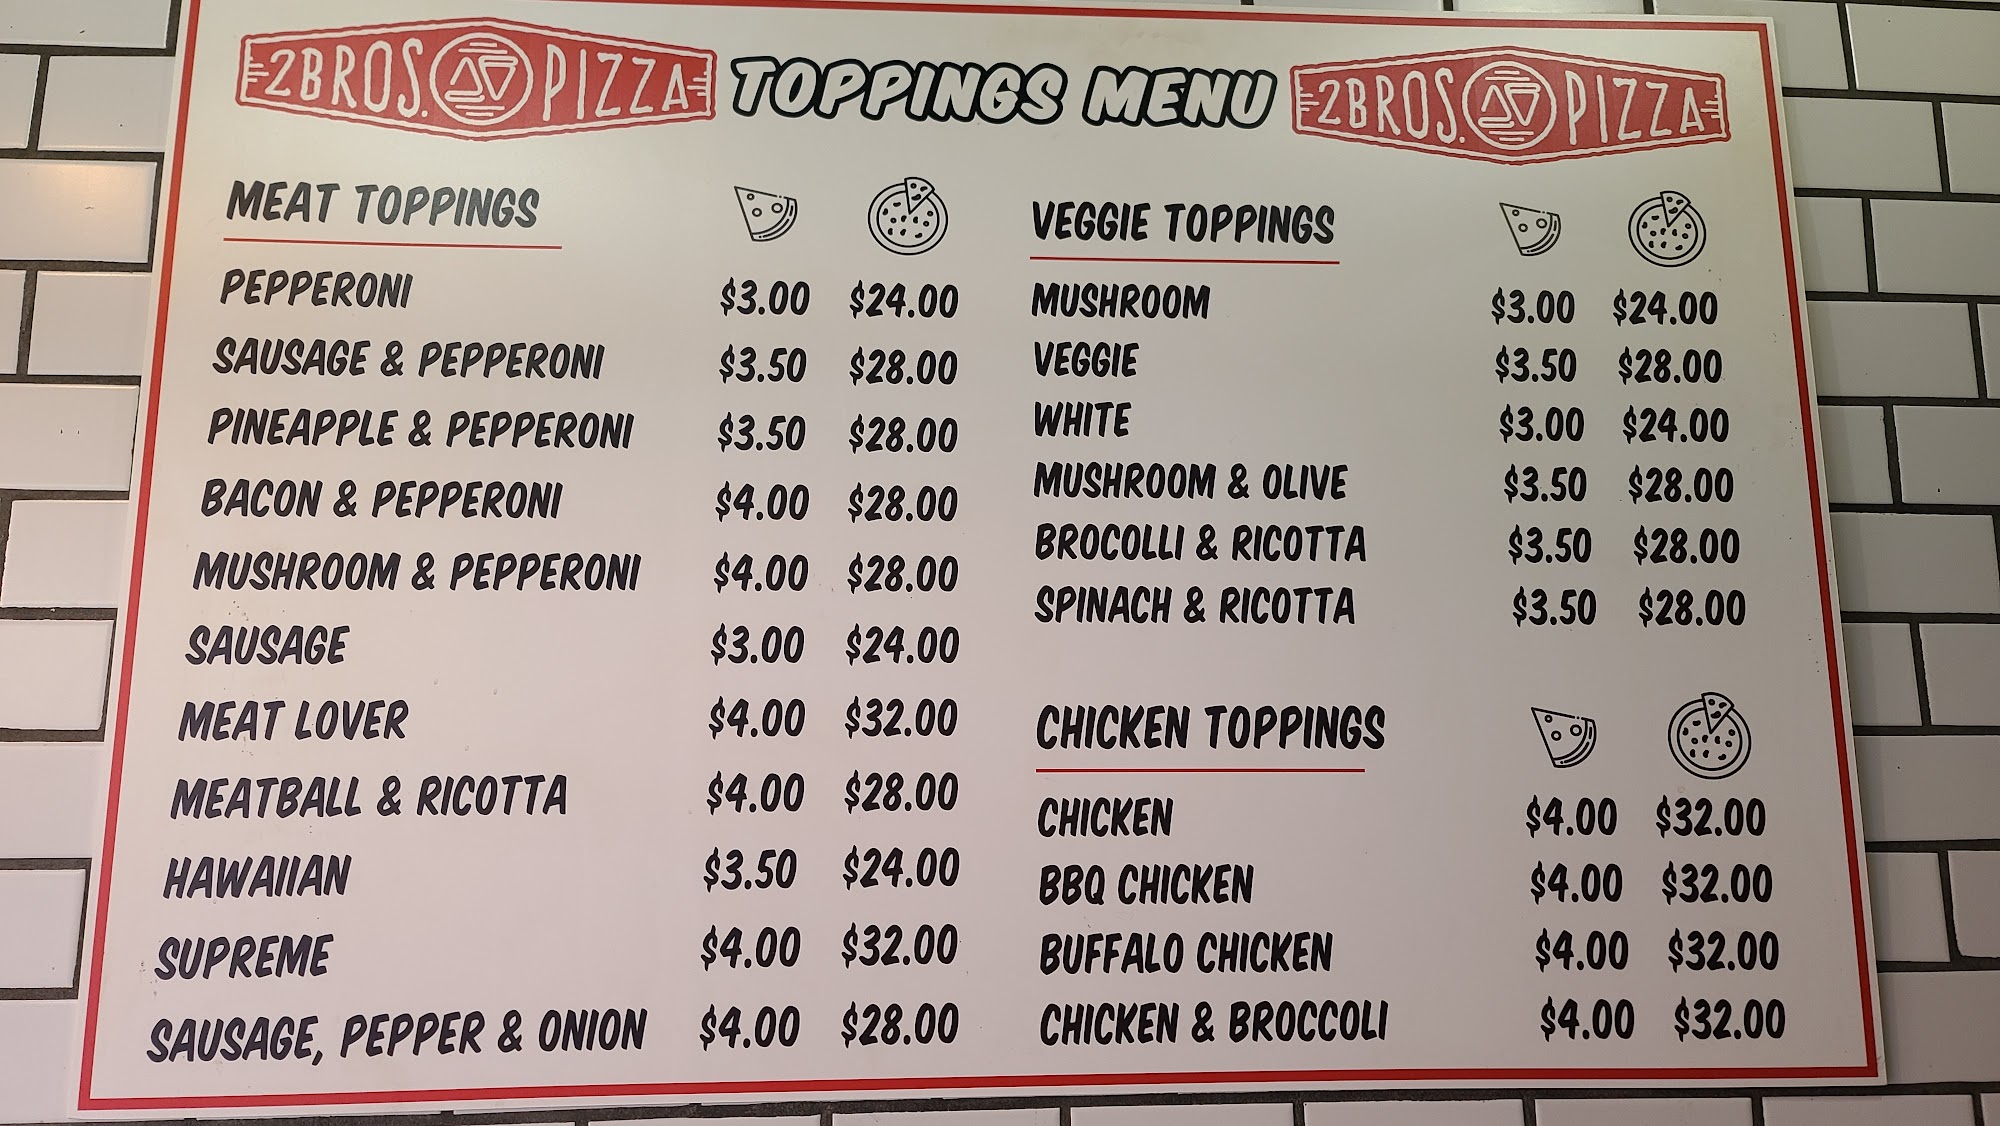 2BROS. PIZZA TOPPINGS MENU 2BROS. PIZZA
MEAT TOPPINGS
PEPPERONI $3.00 $24.00
SAUSAGE & PEPPERONI $3.50 $28.00
PINEAPPLE & PEPPERONI $3.50 $28.00
BACON & PEPPERONI $4.00 $28.00
MUSHROOM & PEPPERONI $4.00 $28.00
SAUSAGE $3.00 $24.00
MEAT LOVER $4.00 $32.00
MEATBALL & RICOTTA $4.00 $28.00
HAWAIIAN $3.50 $24.00
SUPREME $4.00 $32.00
SAUSAGE, PEPPER & ONION $4.00 $28.00
VEGGIE TOPPINGS
MUSHROOM $3.00 $24.00
VEGGIE $3.50 $28.00
WHITE $3.00 $24.00
MUSHROOM & OLIVE $3.50 $28.00
BROCOLLI & RICOTTA $3.50 $28.00
SPINACH & RICOTTA $3.50 $28.00
CHICKEN TOPPINGS
CHICKEN $4.00 $32.00
BBQ CHICKEN $4.00 $32.00
BUFFALO CHICKEN $4.00 $32.00
CHICKEN & BROCCOLI $4.00 $32.00